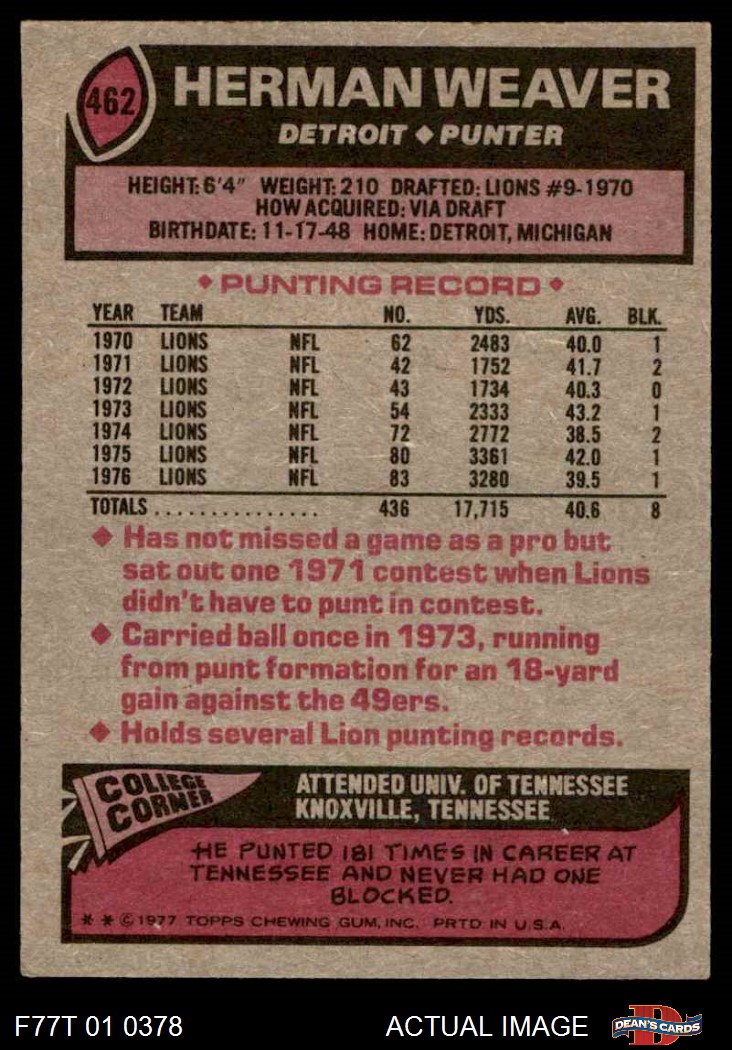 462
HERMAN WEAVER
DETROIT ◆ PUNTER
HEIGHT: 6'4" WEIGHT: 210 DRAFTED: LIONS #9-1970
HOW ACQUIRED: VIA DRAFT
BIRTHDATE: 11-17-48 HOME: DETROIT, MICHIGAN
◆ PUNTING RECORD ◆
YEAR TEAM NO. YDS. AVG. BLK.
1970 LIONS NFL 62 2483 40.0 1
1971 LIONS NFL 42 1752 41.7 2
1972 LIONS NFL 43 1734 40.3 0
1973 LIONS NFL 54 2333 43.2 1
1974 LIONS NFL 72 2772 38.5 2
1975 LIONS NFL 80 3361 42.0 1
1976 LIONS NFL 83 3280 39.5 1
TOTALS ............... 436 17,715 40.6 8
◆ Has not missed a game as a pro but
sat out one 1971 contest when Lions
didn't have to punt in contest.
◆ Carried ball once in 1973, running
from punt formation for an 18-yard
gain against the 49ers.
◆ Holds several Lion punting records.
COLLEGE
CORNER
ATTENDED UNIV. OF TENNESSEE
KNOXVILLE, TENNESSEE
HE PUNTED 181 TIMES IN CAREER AT
TENNESSEE AND NEVER HAD ONE
BLOCKED.
* * © 1977 TOPPS CHEWING GUM, INC. PRTD IN U.S.A.
F77T 01 0378
ACTUAL IMAGE
D
DEAN'S CARDS